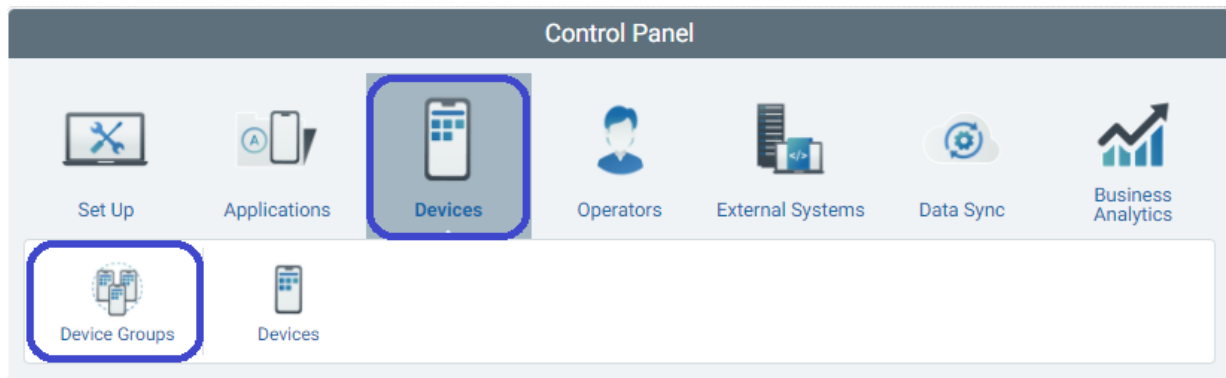 Control Panel
Set Up
Applications
Devices
Operators
External Systems
Data Sync
Business
Analytics
Device Groups
Devices